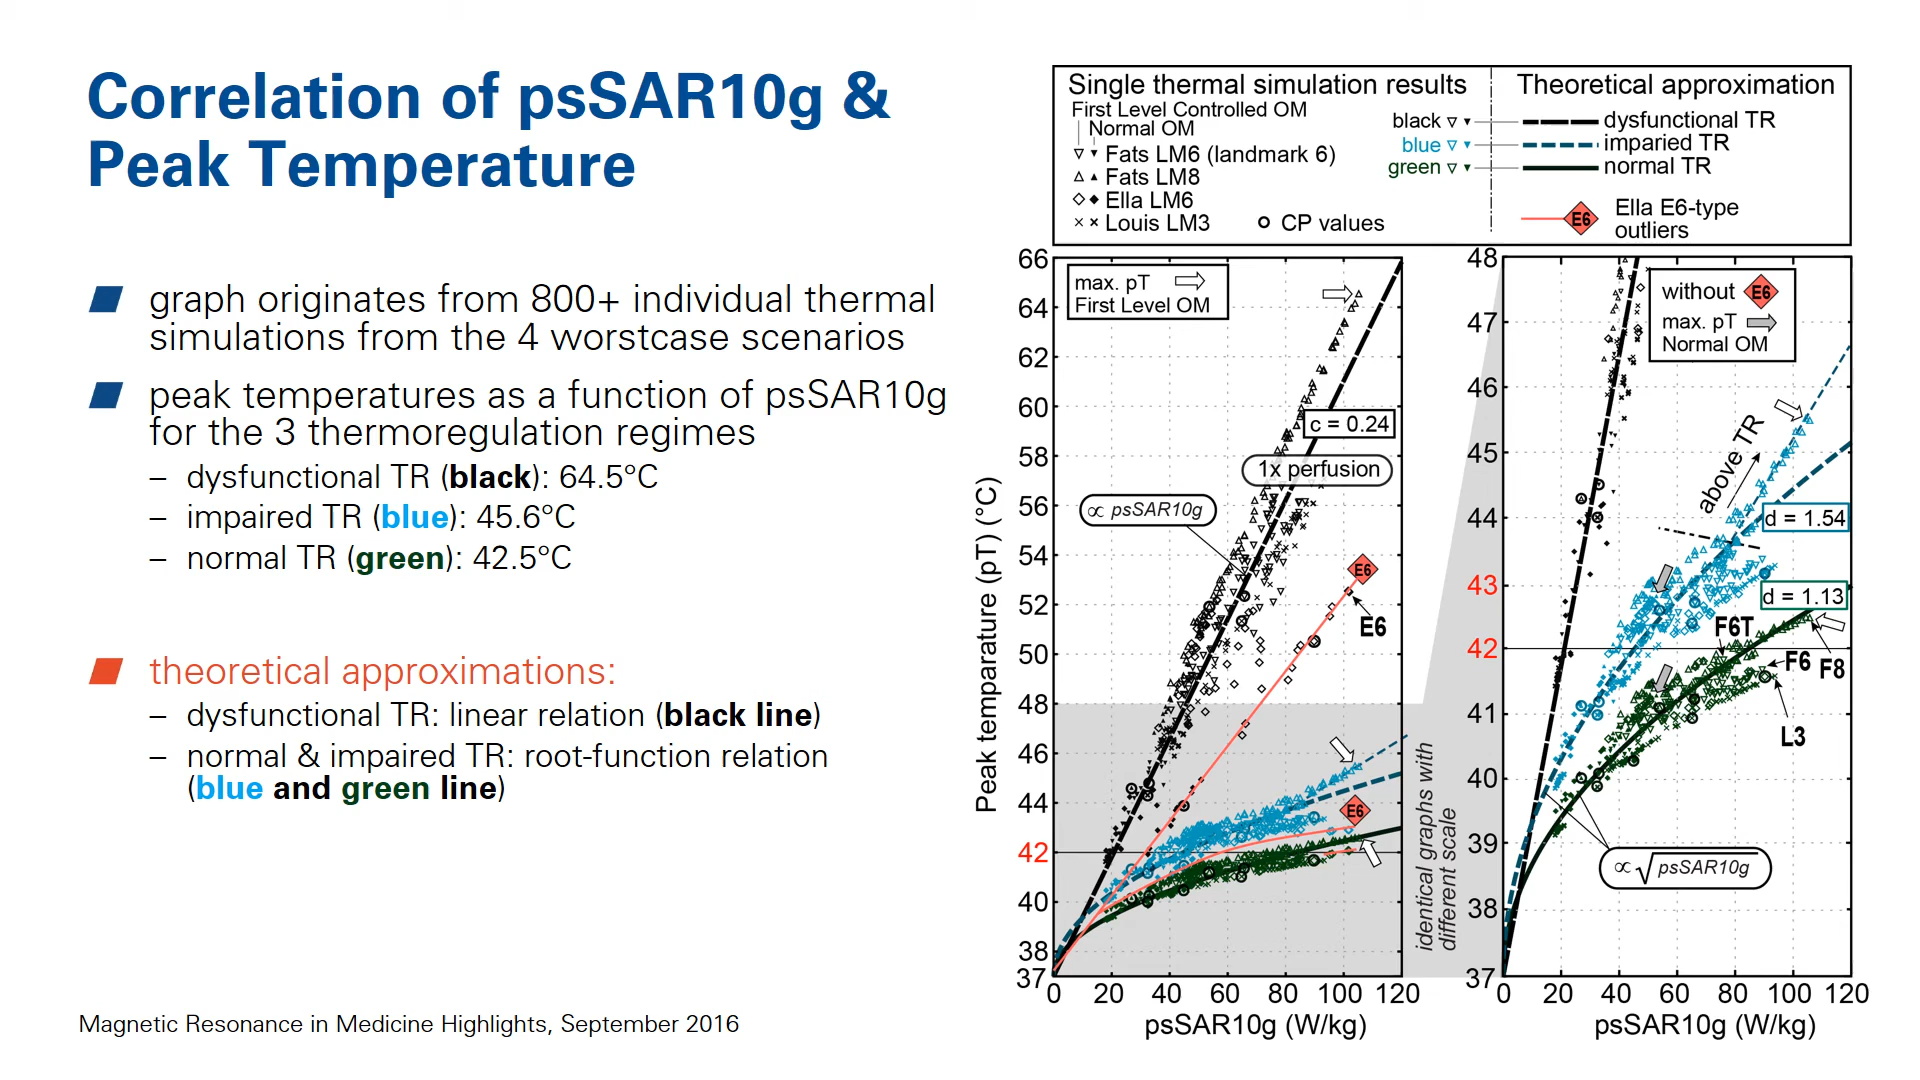 Correlation of psSAR10g &
Peak Temperature
graph originates from 800+ individual thermal
simulations from the 4 worstcase scenarios
peak temperatures as a function of psSAR10g
for the 3 thermoregulation regimes
– dysfunctional TR (black): 64.5°C
– impaired TR (blue): 45.6°C
– normal TR (green): 42.5°C
theoretical approximations:
– dysfunctional TR: linear relation (black line)
– normal & impaired TR: root-function relation
(blue and green line)
Magnetic Resonance in Medicine Highlights, September 2016
Single thermal simulation results
First Level Controlled OM
Normal OM
▽ ▼ Fats LM6 (landmark 6)
△ ▲ Fats LM8
◇ ◆ Ella LM6
× × Louis LM3
CP values
black ▽ ▼
blue ▽ ▼
green ▽ ▼
Theoretical approximation
dysfunctional TR
imparied TR
normal TR
E6
Ella E6-type
outliers
max. pT
First Level OM
c = 0.24
1x perfusion
∝ psSAR10g
E6
E6
E6
66
64
62
60
58
56
54
52
50
48
46
44
42
40
38
37
0 20 40 60 80 100 120
Peak temparature (pT) (°C)
psSAR10g (W/kg)
identical graphs with
different scale
without E6
max. pT
Normal OM
above TR
d = 1.54
d = 1.13
F6T
F6
F8
L3
∝ √psSAR10g
48
47
46
45
44
43
42
41
40
39
38
37
0 20 40 60 80 100 120
psSAR10g (W/kg)